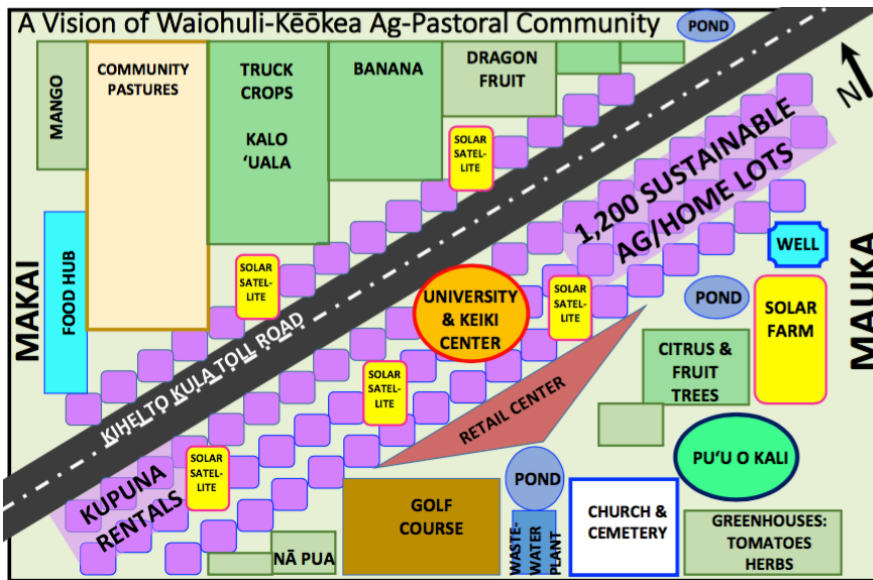 A Vision of Waiohuli-Kēōkea Ag-Pastoral Community
POND
N
MANGO
COMMUNITY
PASTURES
TRUCK
CROPS
KALO
ʻUALA
BANANA
DRAGON
FRUIT
SOLAR
SATEL-
LITE
1,200 SUSTAINABLE
AG/HOME LOTS
MAKAI
FOOD HUB
SOLAR
SATEL-
LITE
UNIVERSITY
& KEIKI
CENTER
SOLAR
SATEL-
LITE
WELL
MAUKA
POND
SOLAR
FARM
KIHEI TO KULA TOLL ROAD
CITRUS &
FRUIT
TREES
SOLAR
SATEL-
LITE
RETAIL CENTER
KUPUNA
RENTALS
SOLAR
SATEL-
LITE
PUʻU O KALI
POND
GOLF
COURSE
WASTE-
WATER
PLANT
CHURCH &
CEMETERY
GREENHOUSES:
TOMATOES
HERBS
NĀ PUA